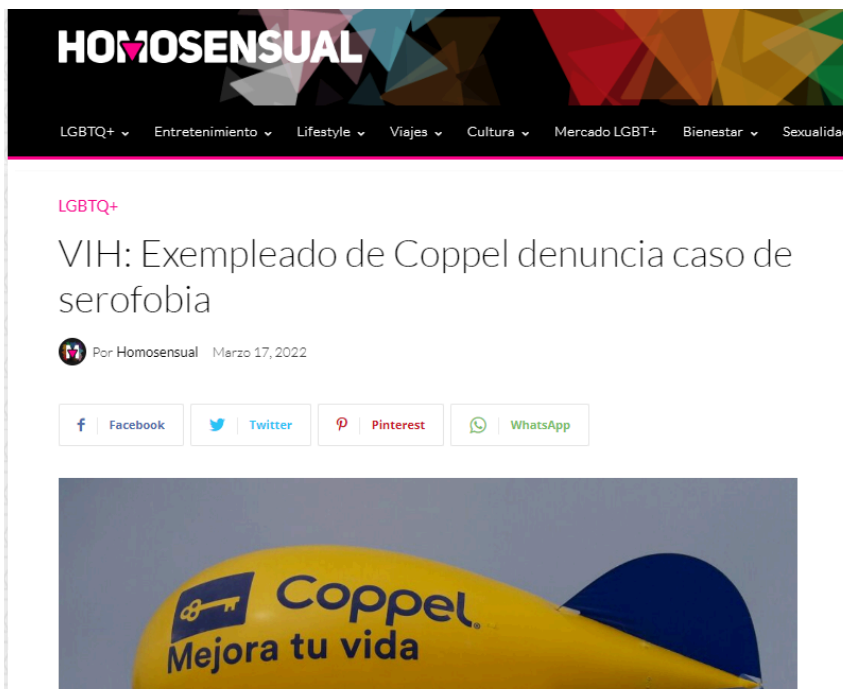 HOMOSENSUAL
LGBTQ+ Entretenimiento Lifestyle Viajes Cultura Mercado LGBT+ Bienestar
LGBTQ+
VIH: Exempleado de Coppel denuncia caso de
serofobia
Por Homosensual Marzo 17, 2022
Facebook Twitter Pinterest WhatsApp
Coppel®
Mejora tu vida